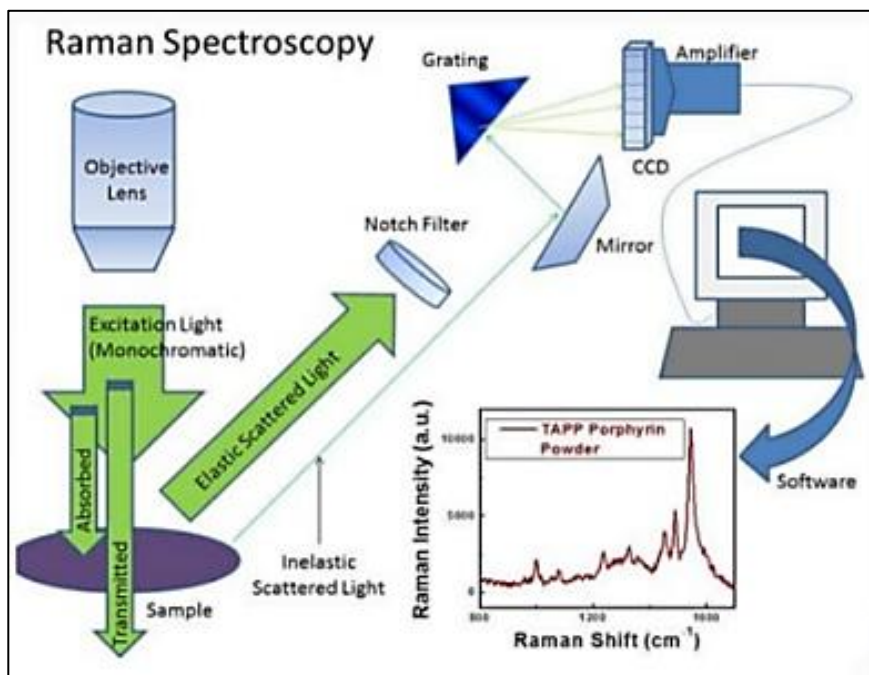 Raman Spectroscopy
Grating
Amplifier
Objective
Lens
CCD
Notch Filter
Mirror
Excitation Light
(Monochromatic)
Elastic Scattered Light
Absorbed
Transmitted
Sample
Inelastic
Scattered Light
Software
TAPP Porphyrin
Powder
Raman Intensity (a.u.)
10000
5000
0
800
1200
1600
Raman Shift (cm⁻¹)